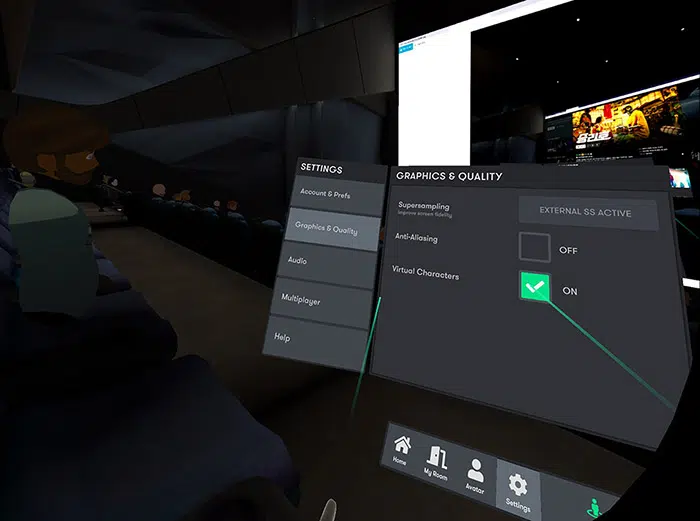 SETTINGS
Account & Prefs
Graphics & Quality
Audio
Multiplayer
Help
GRAPHICS & QUALITY
Supersampling
Improve screen fidelity
EXTERNAL SS ACTIVE
Anti-Aliasing
OFF
Virtual Characters
ON
Home
My Room
Avatar
Settings